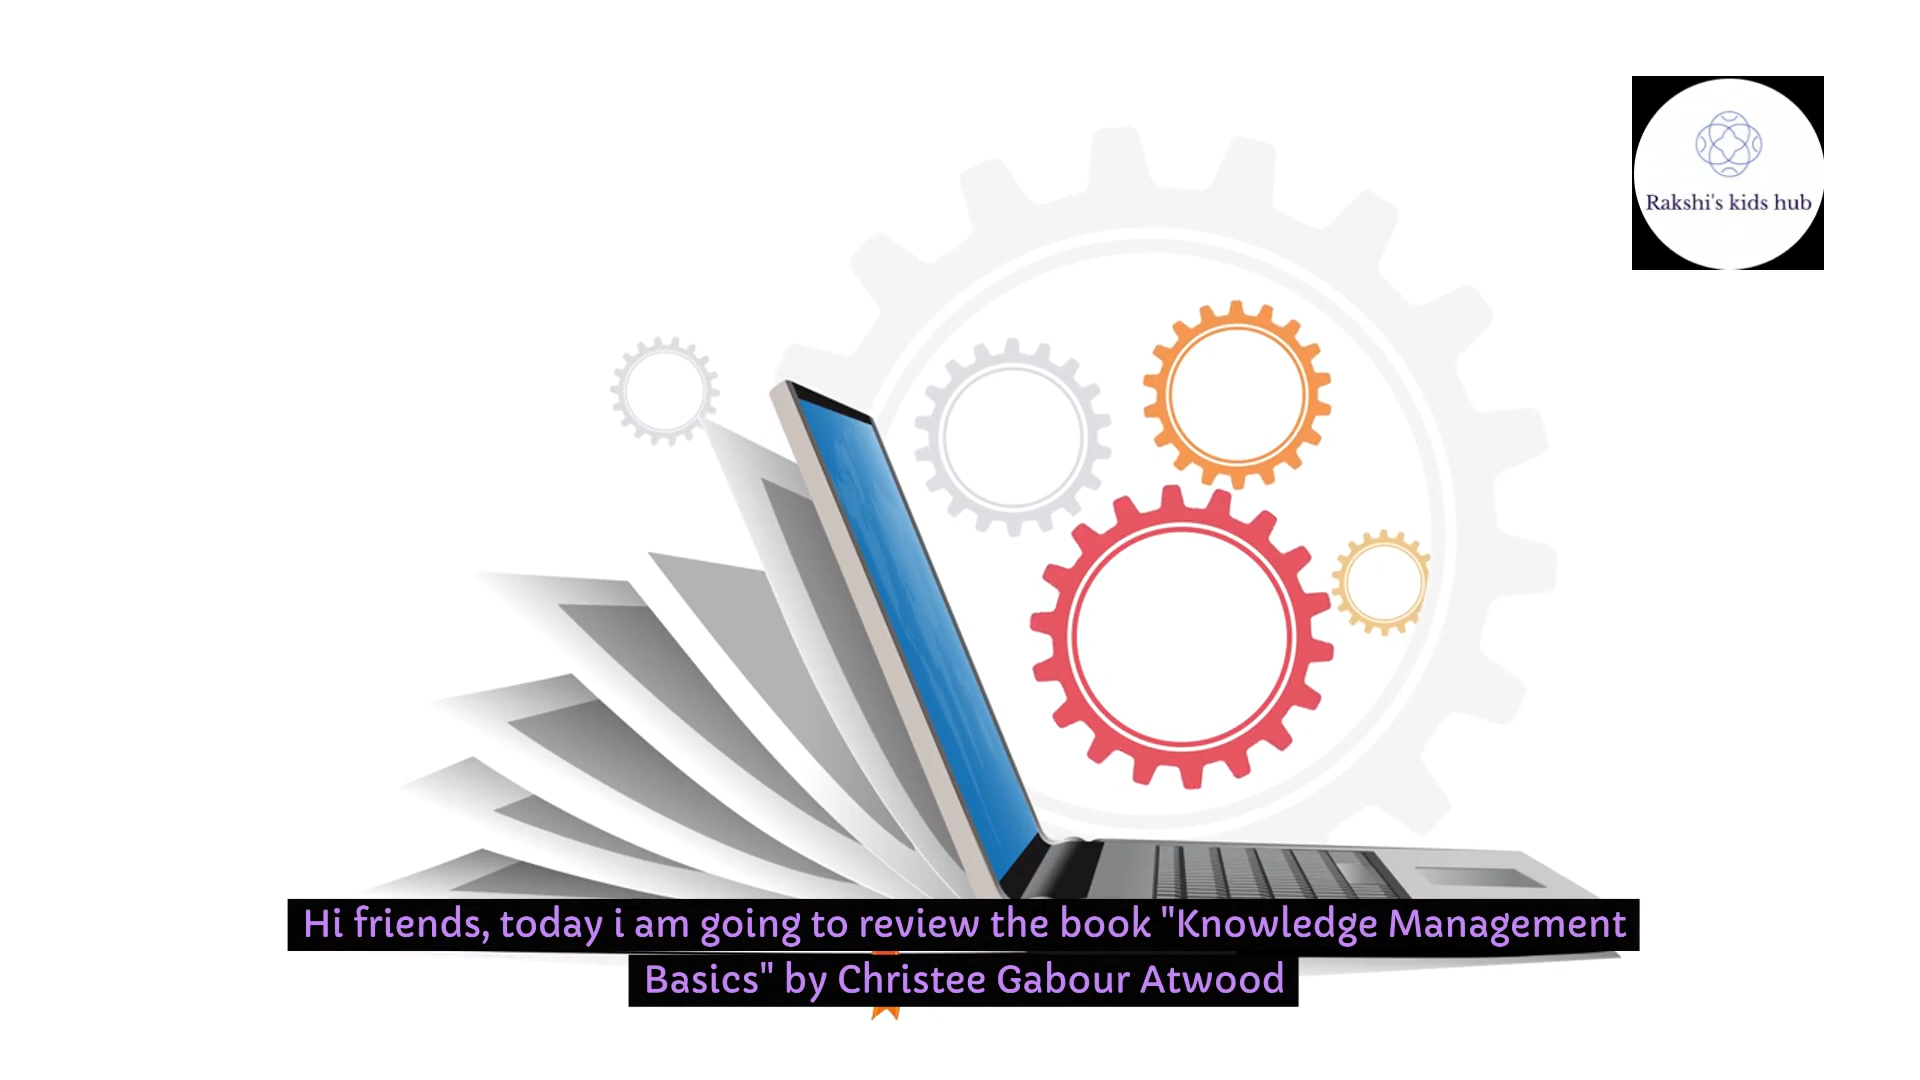 Rakshi's kids hub
Hi friends, today i am going to review the book "Knowledge Management
Basics" by Christee Gabour Atwood